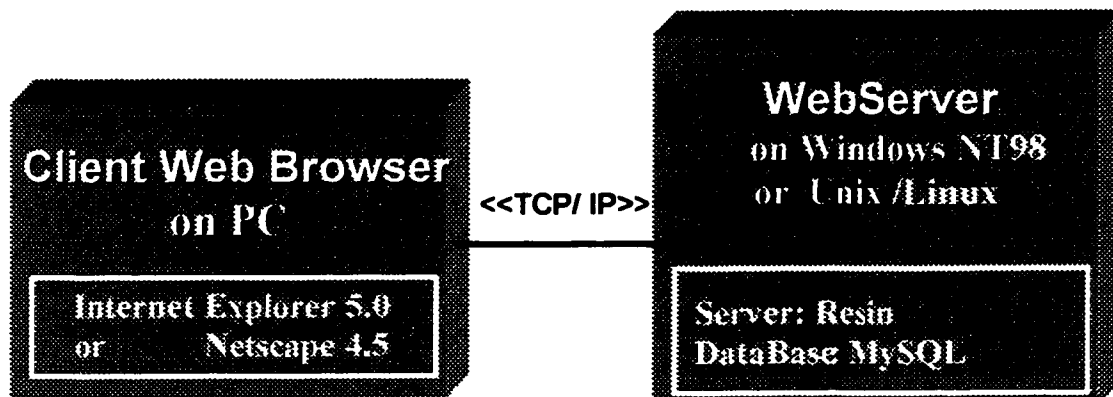 Client Web Browser
on PC
Internet Explorer 5.0
or Netscape 4.5
<<TCP/ IP>>
WebServer
on Windows NT98
or Unix /Linux
Server: Resin
DataBase MySQL